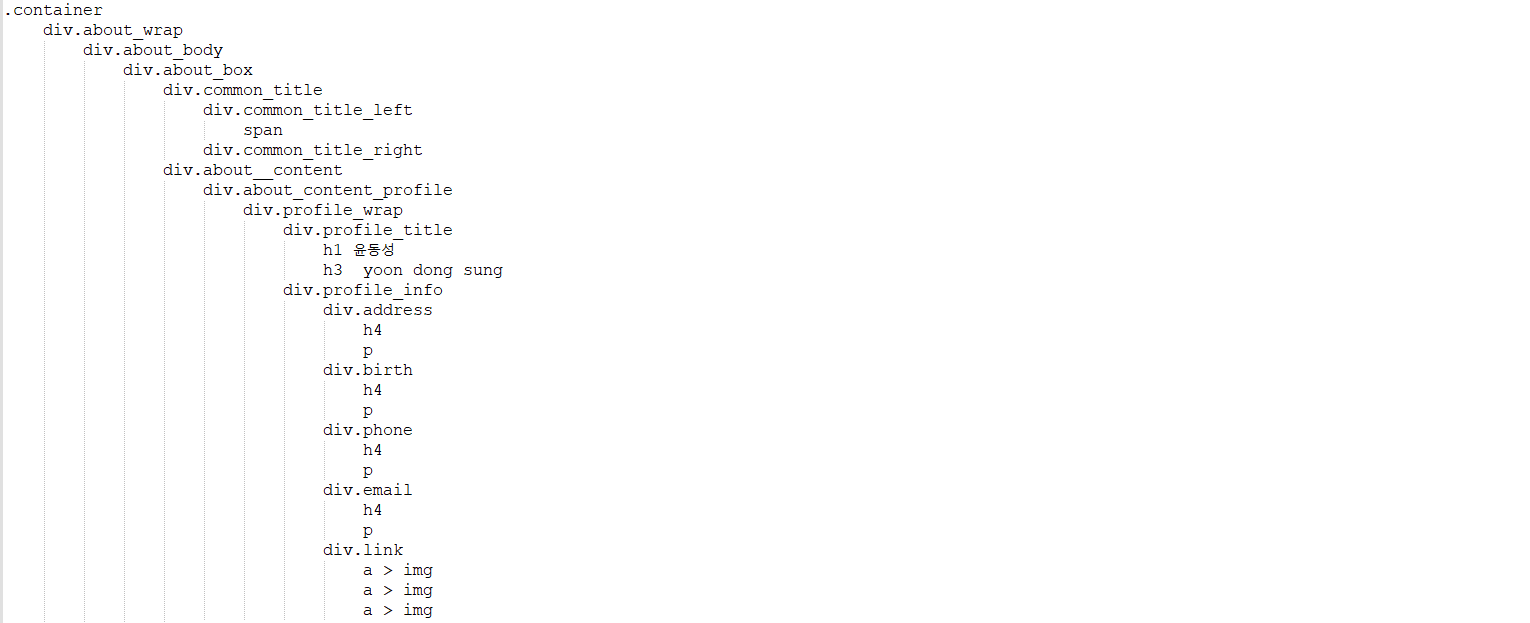 .container
div.about_wrap
div.about_body
div.about_box
div.common_title
div.common_title_left
span
div.common_title_right
div.about__content
div.about_content_profile
div.profile_wrap
div.profile_title
h1 윤동성
h3  yoon dong sung
div.profile_info
div.address
h4
p
div.birth
h4
p
div.phone
h4
p
div.email
h4
p
div.link
a > img
a > img
a > img